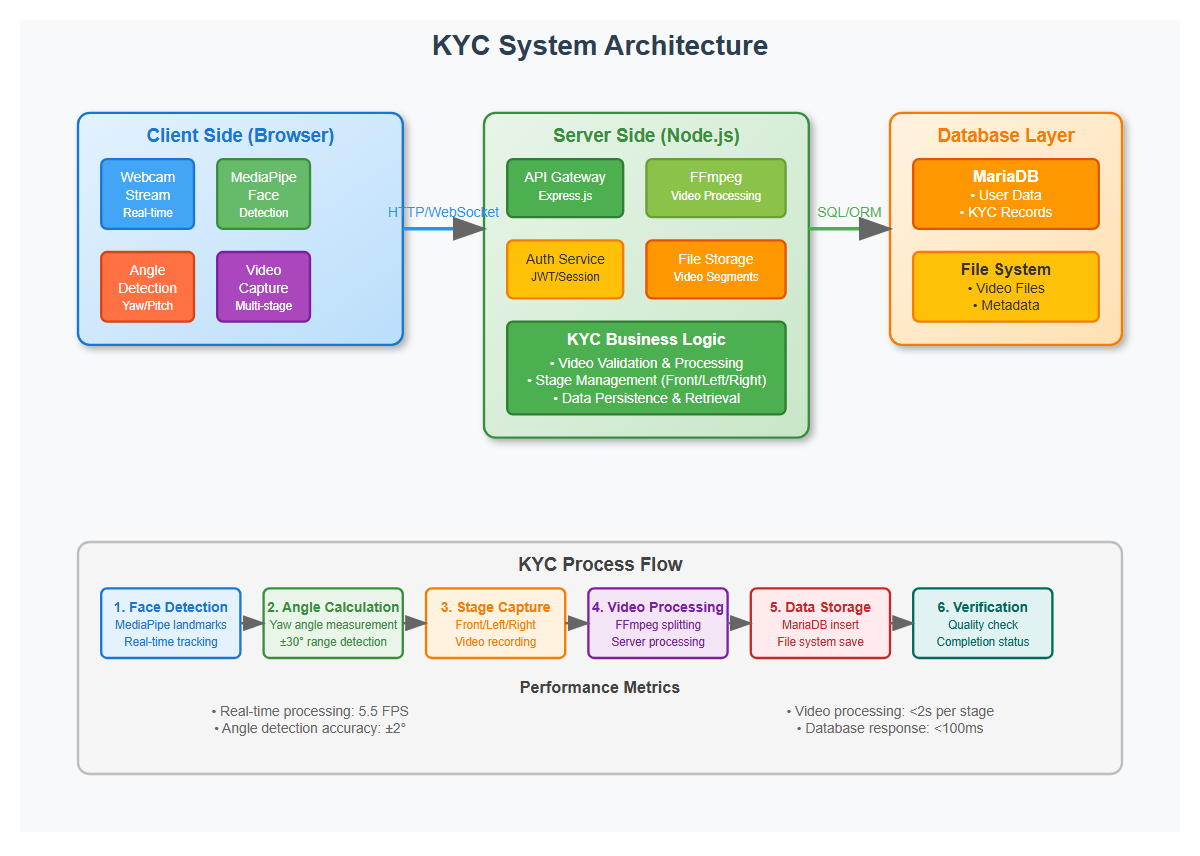 KYC System Architecture
Client Side (Browser)
Webcam
Stream
Real-time
MediaPipe
Face
Detection
Angle
Detection
Yaw/Pitch
Video
Capture
Multi-stage
HTTP/WebSocket
Server Side (Node.js)
API Gateway
Express.js
FFmpeg
Video Processing
Auth Service
JWT/Session
File Storage
Video Segments
KYC Business Logic
• Video Validation & Processing
• Stage Management (Front/Left/Right)
• Data Persistence & Retrieval
SQL/ORM
Database Layer
MariaDB
• User Data
• KYC Records
File System
• Video Files
• Metadata
KYC Process Flow
1. Face Detection
MediaPipe landmarks
Real-time tracking
2. Angle Calculation
Yaw angle measurement
±30° range detection
3. Stage Capture
Front/Left/Right
Video recording
4. Video Processing
FFmpeg splitting
Server processing
5. Data Storage
MariaDB insert
File system save
6. Verification
Quality check
Completion status
Performance Metrics
• Real-time processing: 5.5 FPS
• Angle detection accuracy: ±2°
• Video processing: <2s per stage
• Database response: <100ms